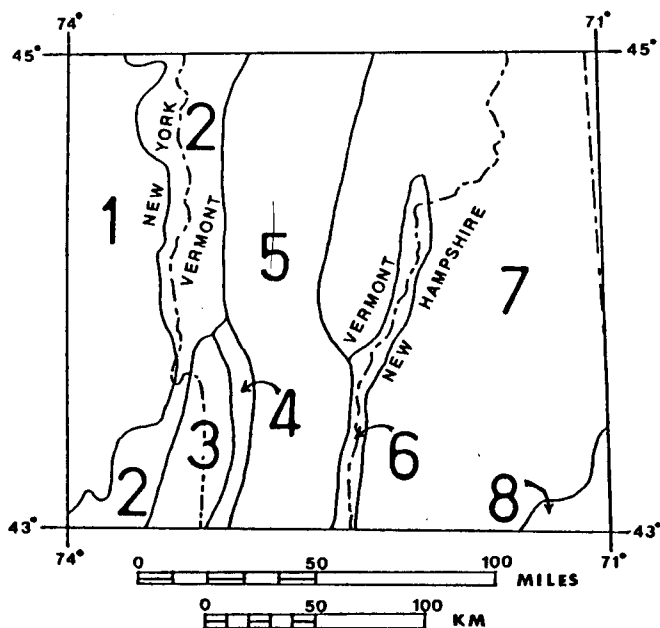 74° 71°
45° 45°
NEW YORK
2
VERMONT
1
5
VERMONT
NEW HAMPSHIRE
7
4
3
6
2
8
43° 43°
74° 71°
0 50 100 MILES
0 50 100 KM